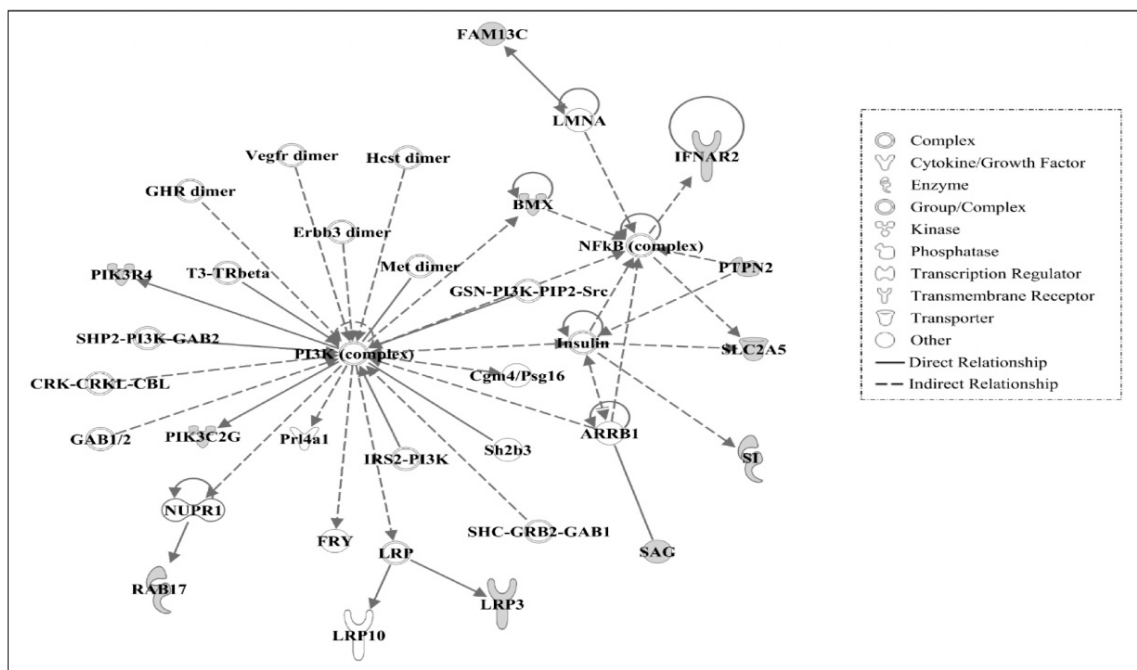 FAM13C
LMNA
IFNAR2
Vegfr dimer
Hcst dimer
GHR dimer
BMX
Erbb3 dimer
NFkB (complex)
PIK3R4
T3-TRbeta
Met dimer
PTPN2
GSN-PI3K-PIP2-Src
SHP2-PI3K-GAB2
PI3K (complex)
Insulin
SLC2A5
CRK-CRKL-CBL
Cgm4/Psg16
GAB1/2
PIK3C2G
Prl4a1
IRS2-PI3K
Sh2b3
ARRB1
SI
NUPR1
FRY
LRP
SHC-GRB2-GAB1
SAG
RAB17
LRP10
LRP3
Complex
Cytokine/Growth Factor
Enzyme
Group/Complex
Kinase
Phosphatase
Transcription Regulator
Transmembrane Receptor
Transporter
Other
Direct Relationship
Indirect Relationship